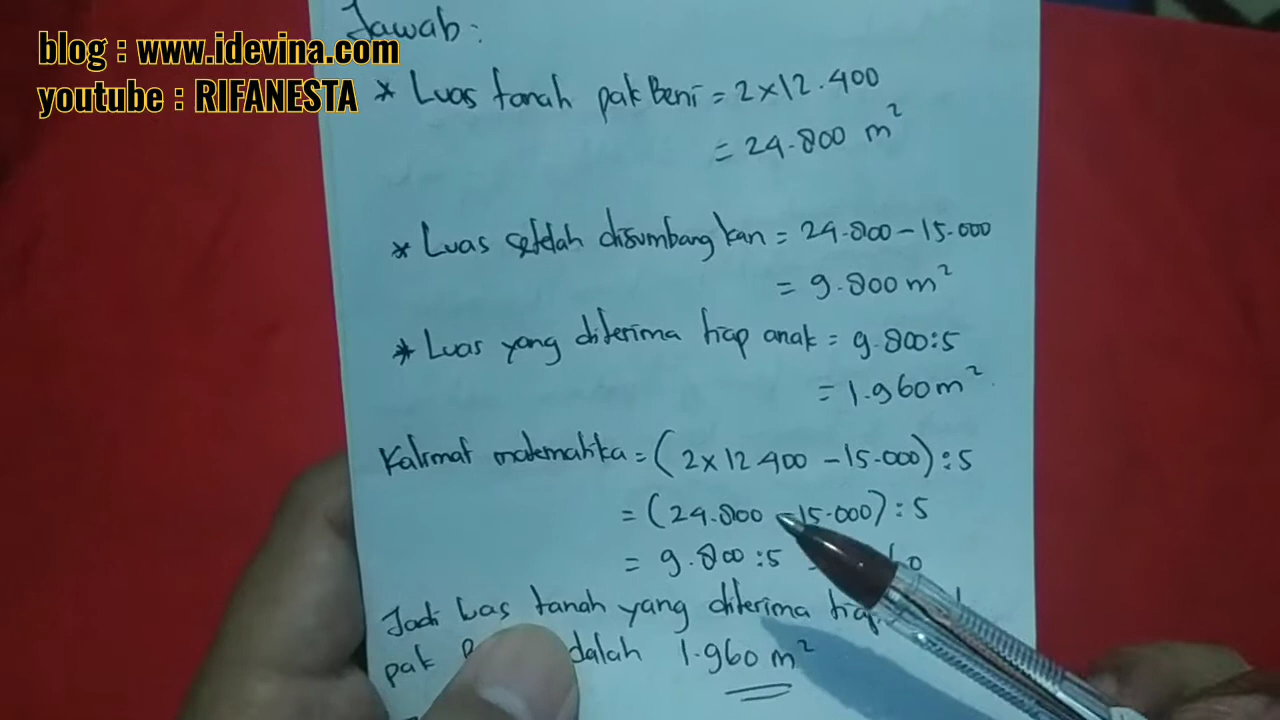 blog : www.idevina.com
youtube : RIFANESTA
Jawab :
* Luas tanah pak Beni = 2 x 12.400
= 24.800 m²
* Luas setelah disumbangkan = 24.800 - 15.000
= 9.800 m²
* Luas yang diterima tiap anak = 9.800 : 5
= 1.960 m²
Kalimat matematika = (2 x 12.400 - 15.000) : 5
= (24.800 - 15.000) : 5
= 9.800 : 5
Jadi luas tanah yang diterima tiap
pak dalah 1.960 m²